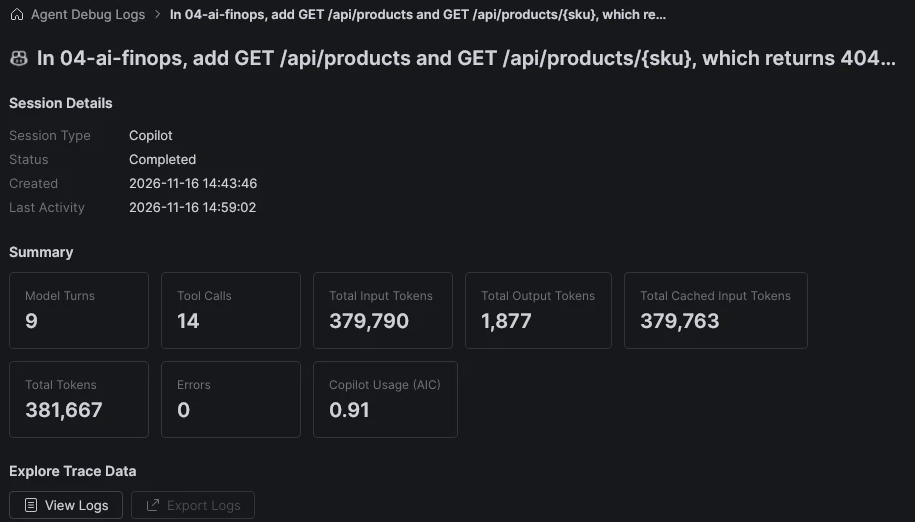 Agent Debug Logs > In 04-ai-finops, add GET /api/products and GET /api/products/{sku}, which re...
In 04-ai-finops, add GET /api/products and GET /api/products/{sku}, which returns 404...
Session Details
Session Type Copilot
Status Completed
Created 2026-11-16 14:43:46
Last Activity 2026-11-16 14:59:02
Summary
Model Turns Tool Calls Total Input Tokens Total Output Tokens Total Cached Input Tokens
9 14 379,790 1,877 379,763
Total Tokens Errors Copilot Usage (AIC)
381,667 0 0.91
Explore Trace Data
View Logs Export Logs